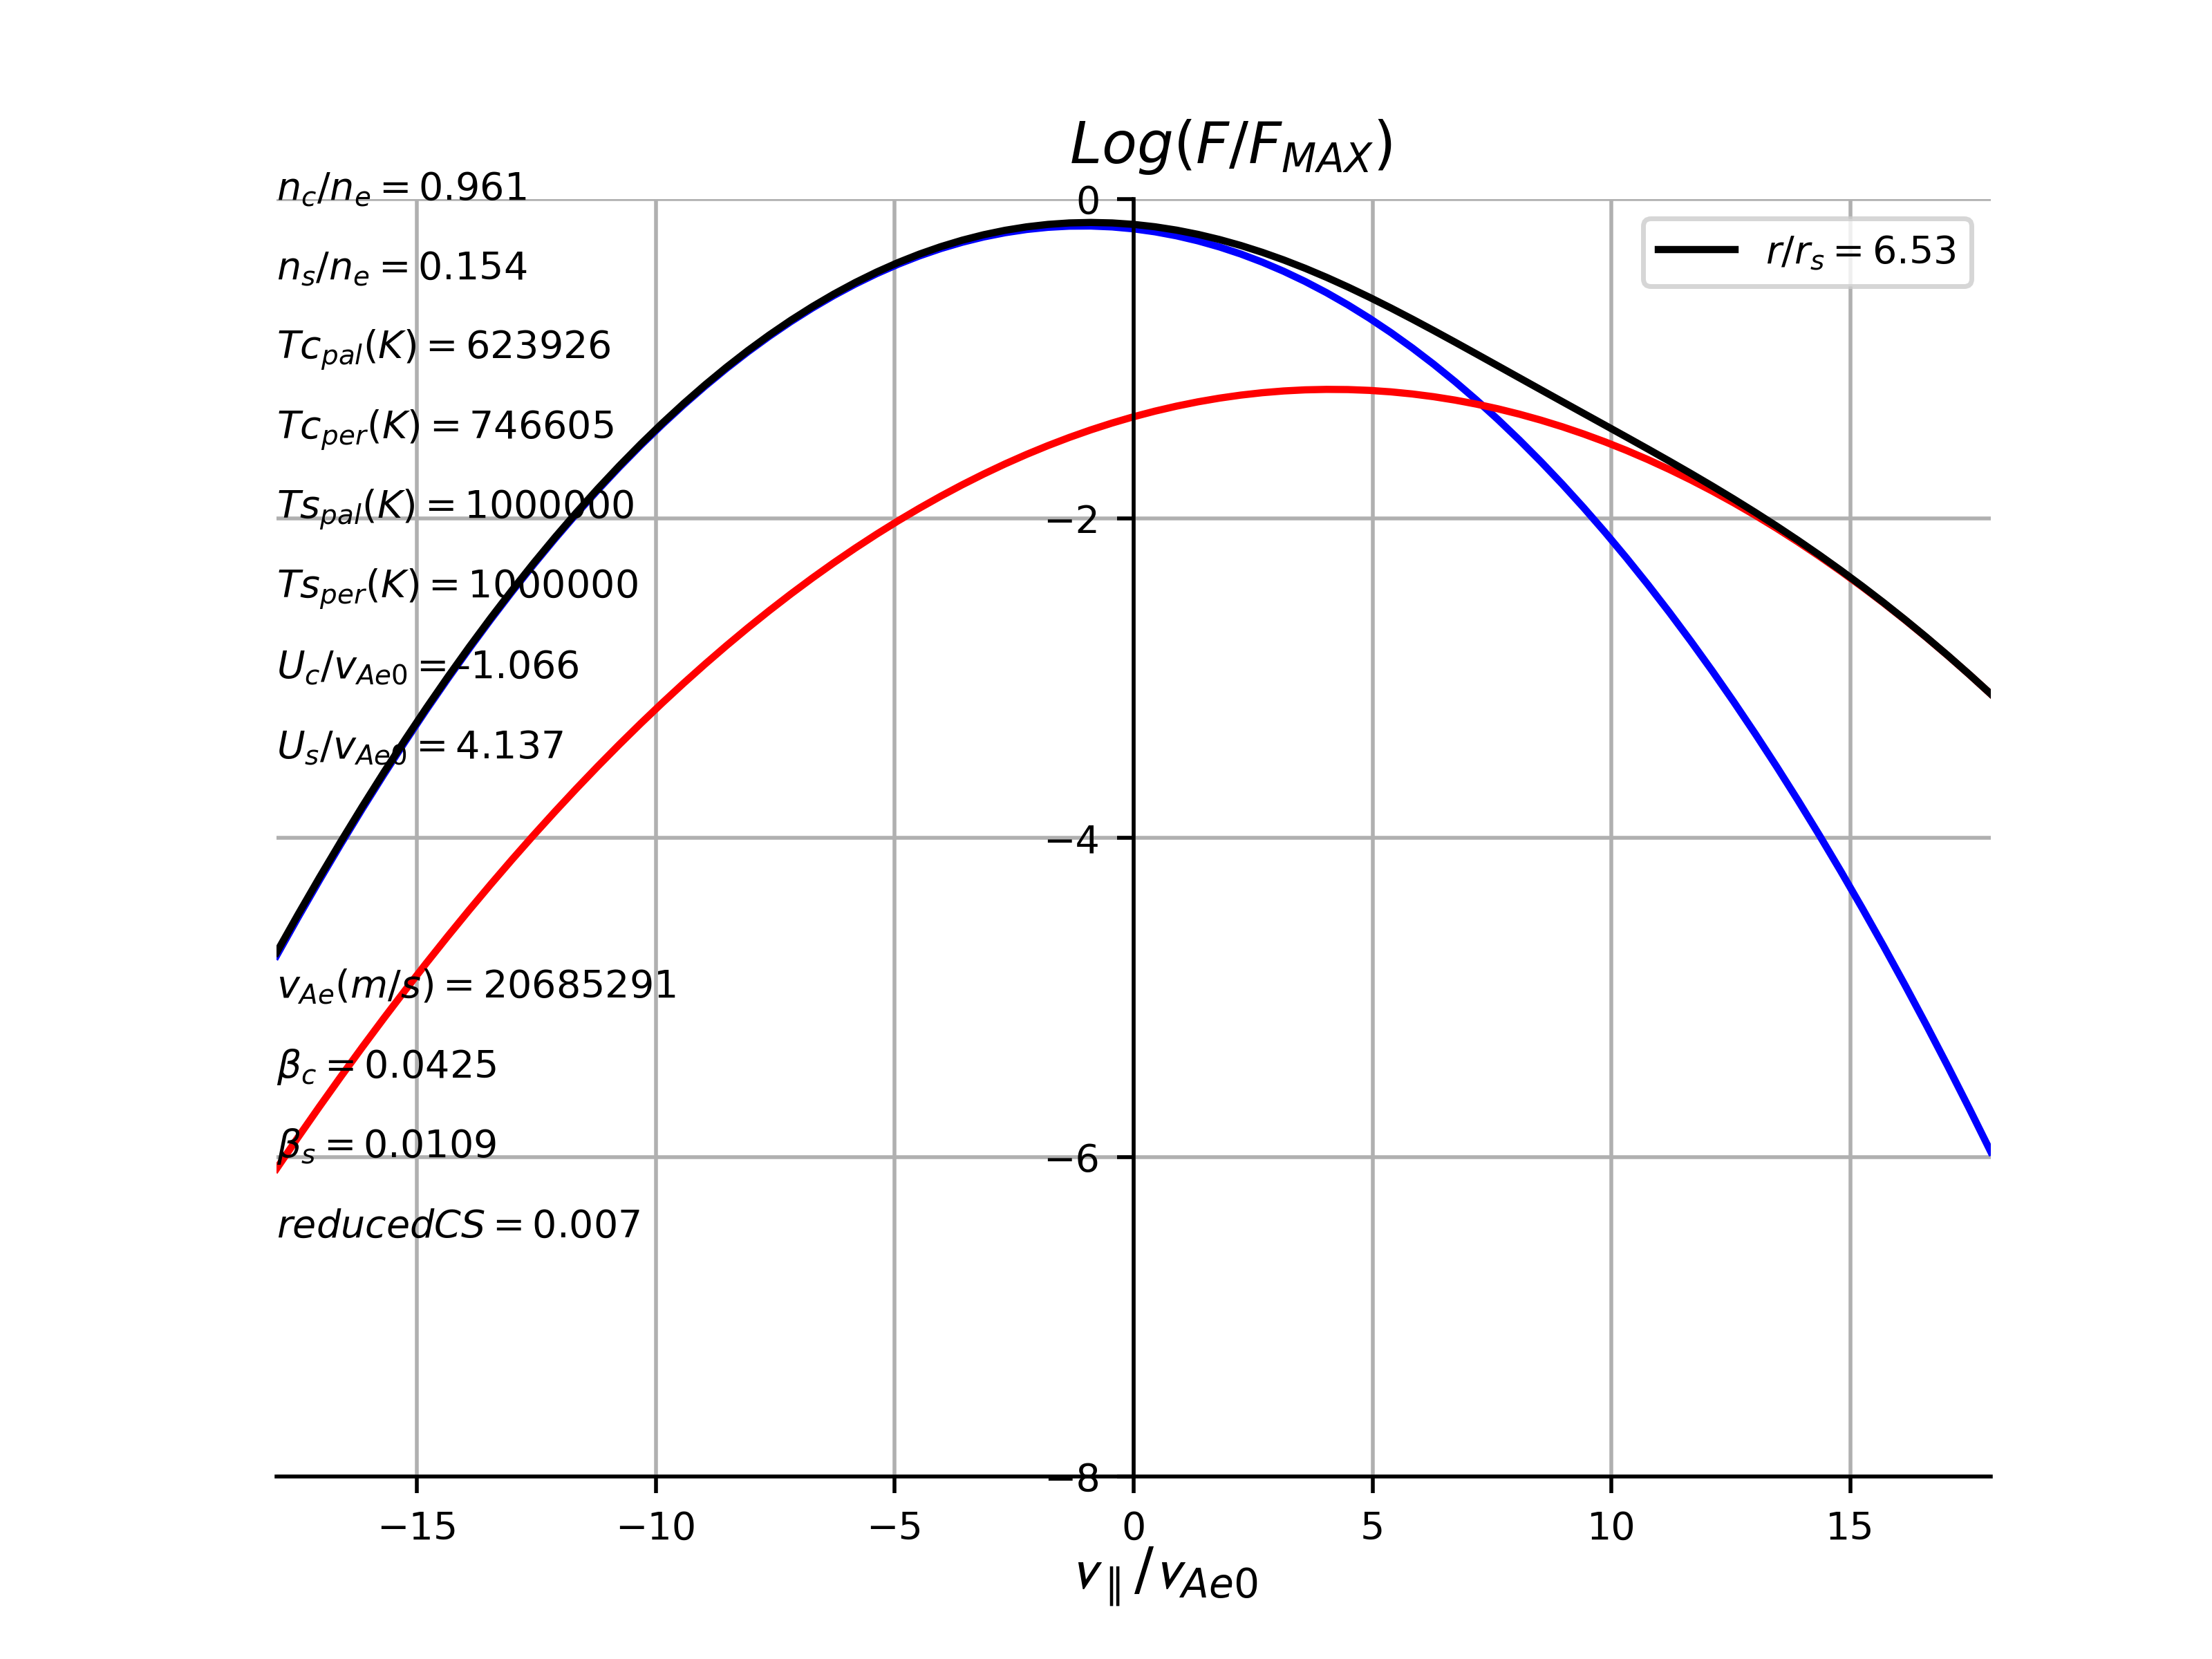 Log(F/F_MAX)
n_c/n_e = 0.961
0
r/r_s = 6.53
n_s/n_e = 0.154
Tc_pal(K) = 623926
Tc_per(K) = 746605
Ts_pal(K) = 1000000
−2
Ts_per(K) = 1000000
U_c/v_Ae0 =-1.066
U_s/v_Ae0 = 4.137
−4
v_Ae(m/s) = 20685291
β_c = 0.0425
β_s = 0.0109
−6
reducedCS = 0.007
−8
−15 −10 −5 0 5 10 15
v_∥/v_Ae0